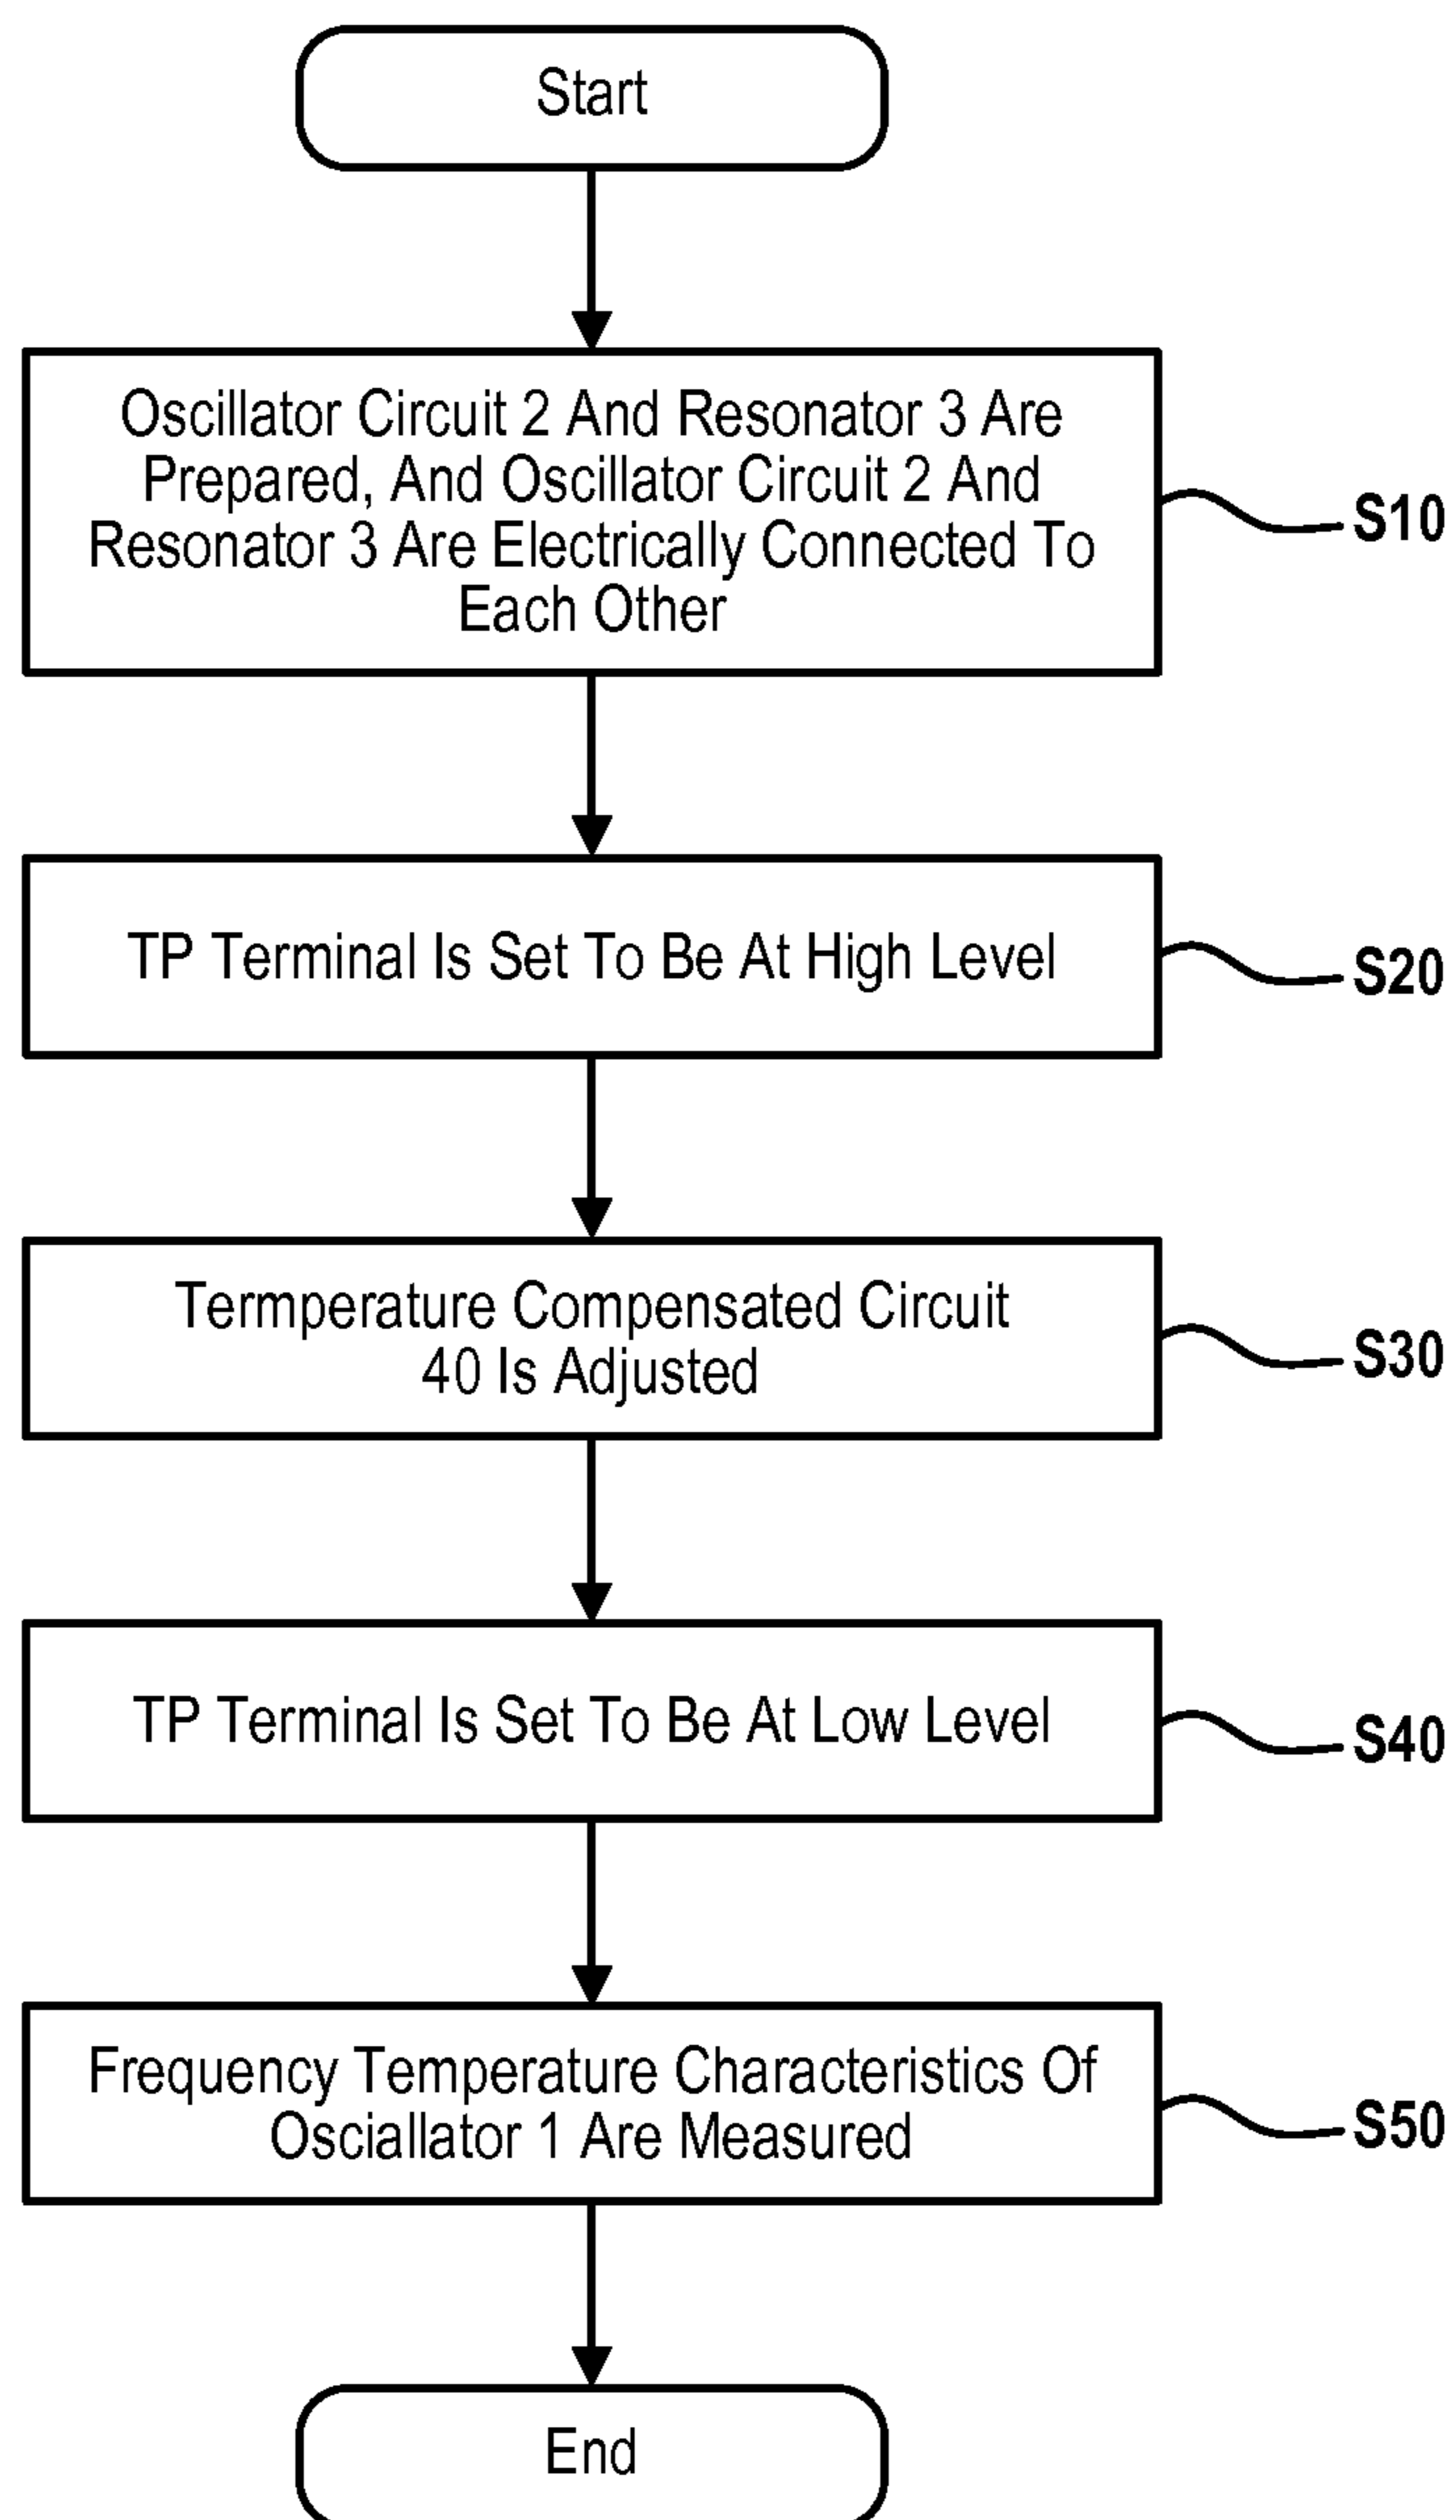 Start
Oscillator Circuit 2 And Resonator 3 Are
Prepared, And Oscillator Circuit 2 And
Resonator 3 Are Electrically Connected To
Each Other
S10
TP Terminal Is Set To Be At High Level
S20
Termperature Compensated Circuit
40 Is Adjusted
S30
TP Terminal Is Set To Be At Low Level
S40
Frequency Temperature Characteristics Of
Osciallator 1 Are Measured
S50
End